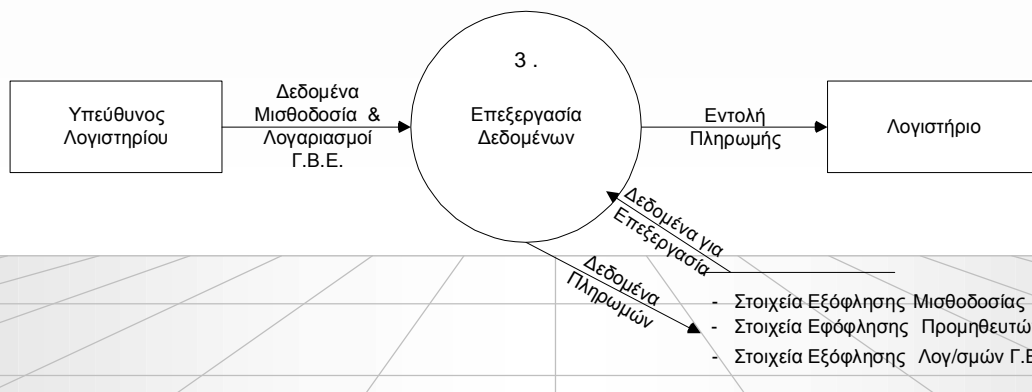 3 .
Υπεύθυνος
Λογιστηρίου
Δεδομένα
Μισθοδοσία &
Λογαριασμοί
Γ.Β.Ε.
Επεξεργασία
Δεδομένων
Εντολή
Πληρωμής
Λογιστήριο
Δεδομένα για
Επεξεργασία
Δεδομένα
Πληρωμών
- Στοιχεία Εξόφλησης Μισθοδοσίας
- Στοιχεία Εφόφλησης
- Στοιχεία Εξόφλησης Λογ/σμών